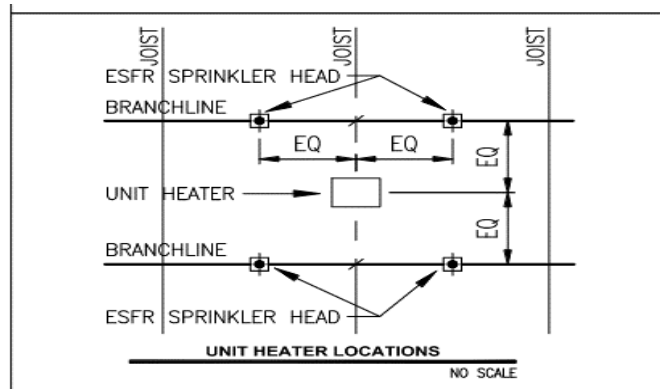 JOIST
JOIST
JOIST
ESFR SPRINKLER HEAD
BRANCHLINE
EQ
EQ
EQ
UNIT HEATER
EQ
BRANCHLINE
ESFR SPRINKLER HEAD
UNIT HEATER LOCATIONS
NO SCALE